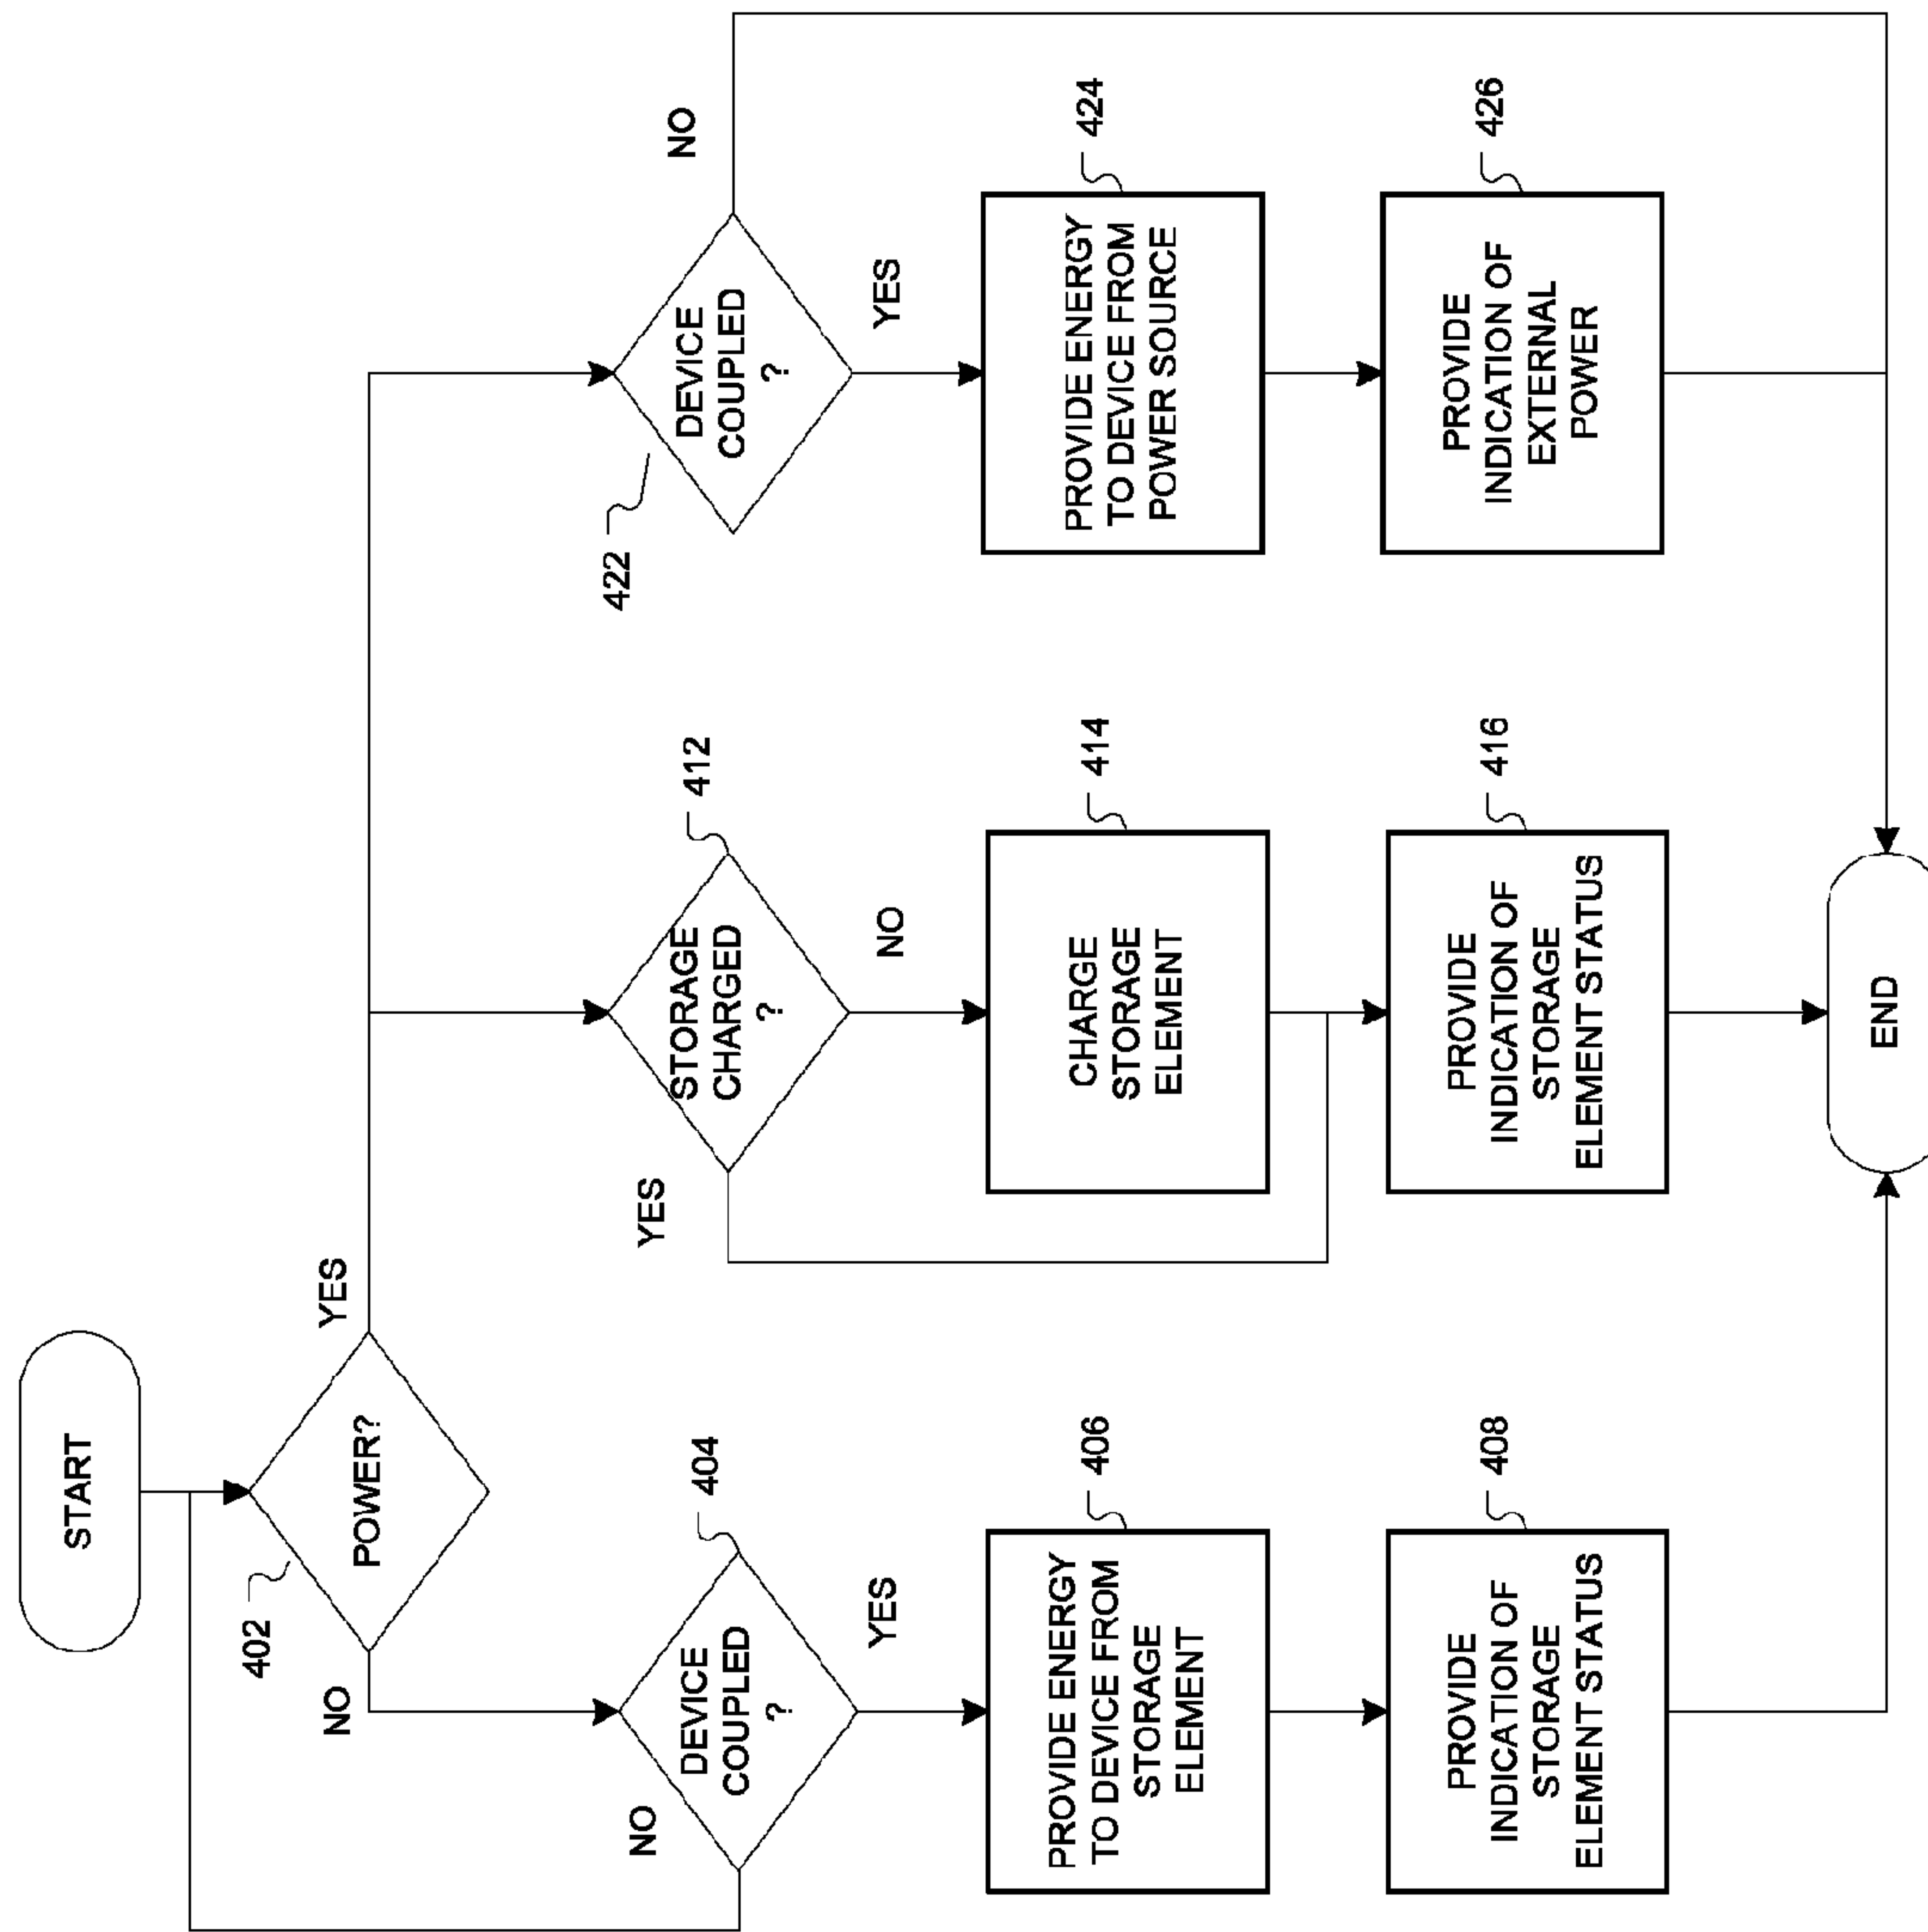 START
402
POWER?
YES
NO
404
DEVICE
COUPLED
?
NO
YES
406
PROVIDE ENERGY
TO DEVICE FROM
STORAGE
ELEMENT
408
PROVIDE
INDICATION OF
STORAGE
ELEMENT STATUS
412
STORAGE
CHARGED
?
YES
NO
414
CHARGE
STORAGE
ELEMENT
416
PROVIDE
INDICATION OF
STORAGE
ELEMENT STATUS
422
DEVICE
COUPLED
?
NO
YES
424
PROVIDE ENERGY
TO DEVICE FROM
POWER SOURCE
426
PROVIDE
INDICATION OF
EXTERNAL
POWER
END